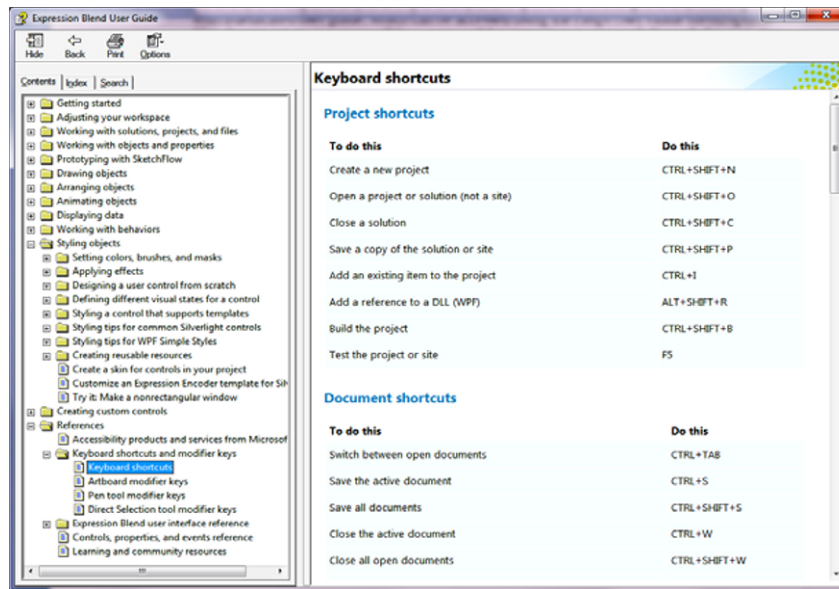 Expression Blend User Guide
Hide Back Print Options
Contents Index Search
Getting started
Adjusting your workspace
Working with solutions, projects, and files
Working with objects and properties
Prototyping with SketchFlow
Drawing objects
Arranging objects
Animating objects
Displaying data
Working with behaviors
Styling objects
Setting colors, brushes, and masks
Applying effects
Designing a user control from scratch
Defining different visual states for a control
Styling a control that supports templates
Styling tips for common Silverlight controls
Styling tips for WPF Simple Styles
Creating reusable resources
Create a skin for controls in your project
Customize an Expression Encoder template for Silv
Try it: Make a nonrectangular window
Creating custom controls
References
Accessibility products and services from Microsof
Keyboard shortcuts and modifier keys
Keyboard shortcuts
Artboard modifier keys
Pen tool modifier keys
Direct Selection tool modifier keys
Expression Blend user interface reference
Controls, properties, and events reference
Learning and community resources
Keyboard shortcuts
Project shortcuts
To do this Do this
Create a new project CTRL+SHIFT+N
Open a project or solution (not a site) CTRL+SHIFT+O
Close a solution CTRL+SHIFT+C
Save a copy of the solution or site CTRL+SHIFT+P
Add an existing item to the project CTRL+I
Add a reference to a DLL (WPF) ALT+SHIFT+R
Build the project CTRL+SHIFT+B
Test the project or site F5
Document shortcuts
To do this Do this
Switch between open documents CTRL+TAB
Save the active document CTRL+S
Save all documents CTRL+SHIFT+S
Close the active document CTRL+W
Close all open documents CTRL+SHIFT+W